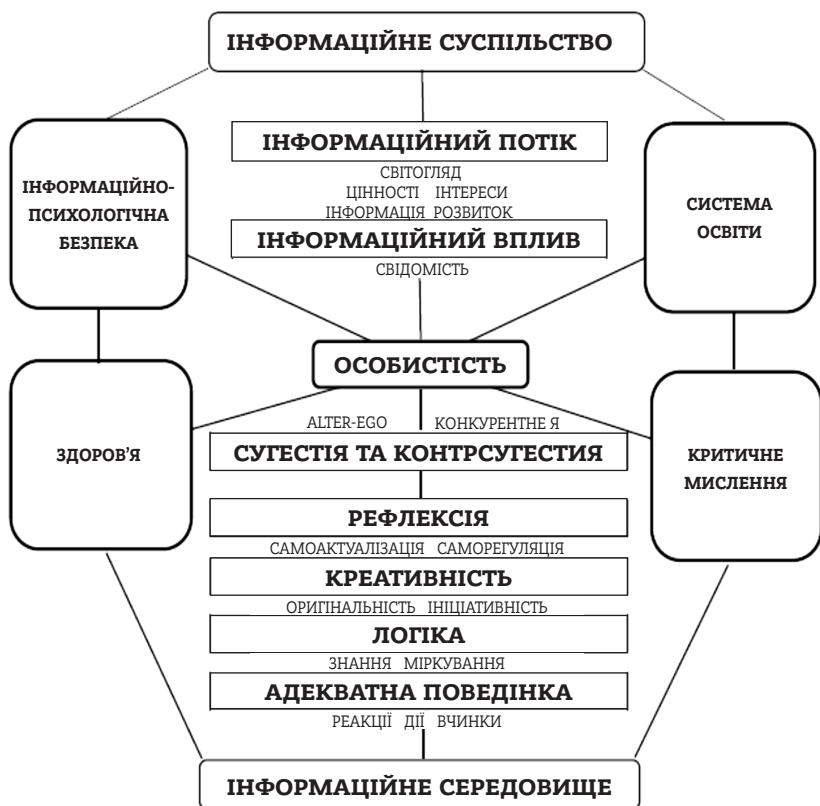 ІНФОРМАЦІЙНЕ СУСПІЛЬСТВО
ІНФОРМАЦІЙНО-
ПСИХОЛОГІЧНА
БЕЗПЕКА
ІНФОРМАЦІЙНИЙ ПОТІК
СВІТОГЛЯД
ЦІННОСТІ ІНТЕРЕСИ
ІНФОРМАЦІЯ РОЗВИТОК
ІНФОРМАЦІЙНИЙ ВПЛИВ
СВІДОМІСТЬ
СИСТЕМА
ОСВІТИ
ОСОБИСТІСТЬ
ЗДОРОВ’Я
ALTER-EGO КОНКУРЕНТНЕ Я
СУГЕСТІЯ ТА КОНТРСУГЕСТИЯ
РЕФЛЕКСІЯ
САМОАКТУАЛІЗАЦІЯ САМОРЕГУЛЯЦІЯ
КРЕАТИВНІСТЬ
ОРИГІНАЛЬНІСТЬ ІНІЦІАТИВНІСТЬ
ЛОГІКА
ЗНАННЯ МІРКУВАННЯ
АДЕКВАТНА ПОВЕДІНКА
РЕАКЦІЇ ДІЇ ВЧИНКИ
КРИТИЧНЕ
МИСЛЕННЯ
ІНФОРМАЦІЙНЕ СЕРЕДОВИЩЕ